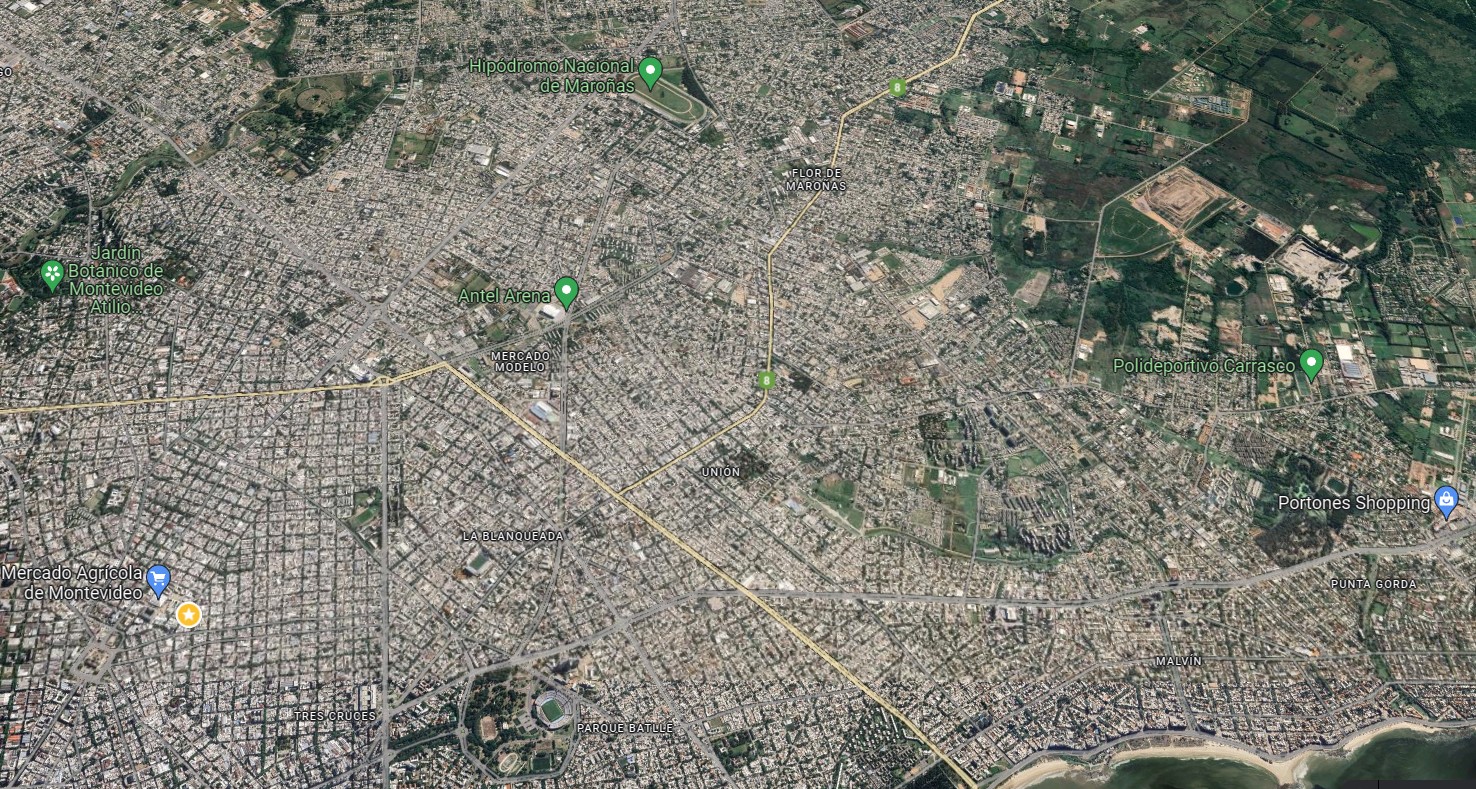 Hipódromo Nacional
de Maroñas
8
FLOR DE
MAROÑAS
Jardín
Botánico de
Montevideo
Atilio...
Antel Arena
MERCADO
MODELO
8
Polideportivo Carrasco
UNIÓN
Portones Shopping
LA BLANQUEADA
Mercado Agrícola
de Montevideo
PUNTA GORDA
MALVÍN
TRES CRUCES
PARQUE BATLLE